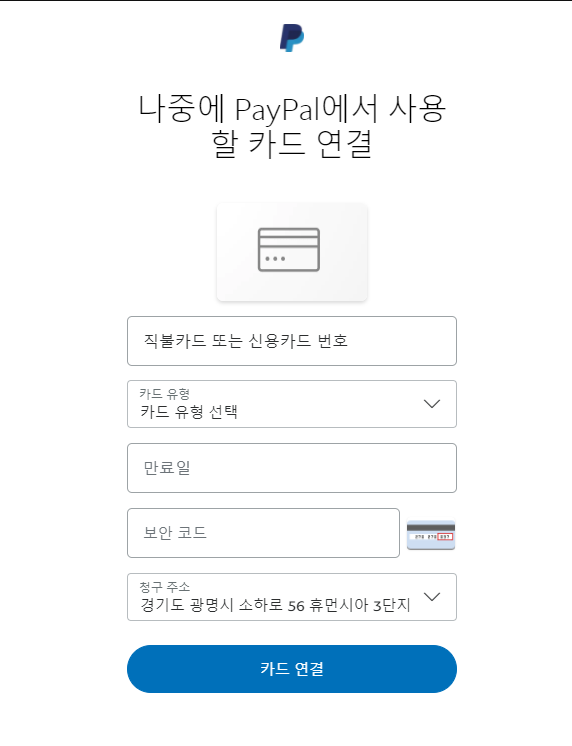 나중에 PayPal에서 사용
할 카드 연결
직불카드 또는 신용카드 번호
카드 유형
카드 유형 선택
만료일
보안 코드
청구 주소
경기도 광명시 소하로 56 휴먼시아 3단지
카드 연결